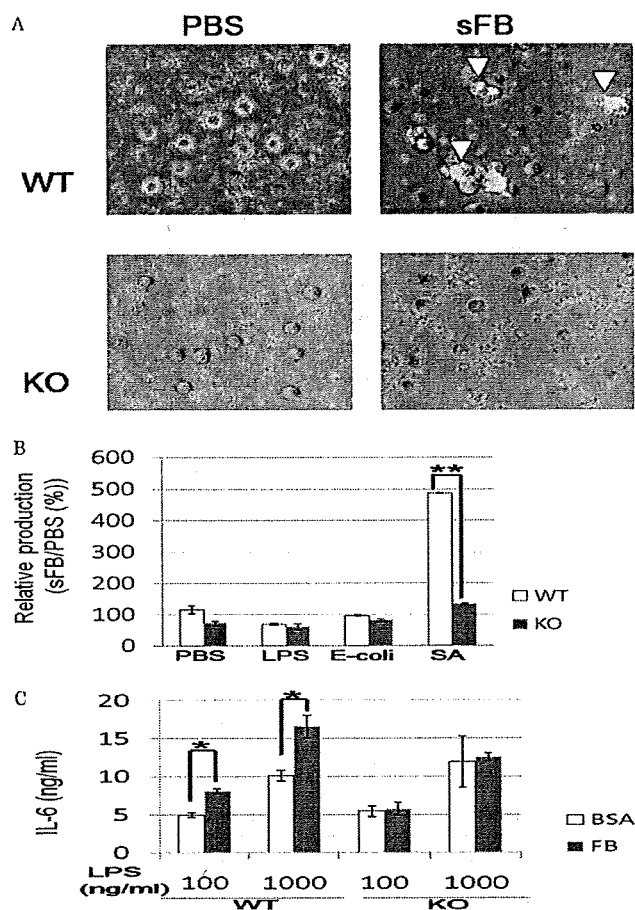 A
PBS sFB
WT
KO
B
Relative production
(sFB/PBS (%))
600
500
400
300
200
100
0
**
PBS LPS E-coli SA
WT
KO
C
IL-6 (ng/ml)
20
15
10
5
0
*
*
BSA
FB
LPS
(ng/ml) 100 1000 100 1000
WT KO